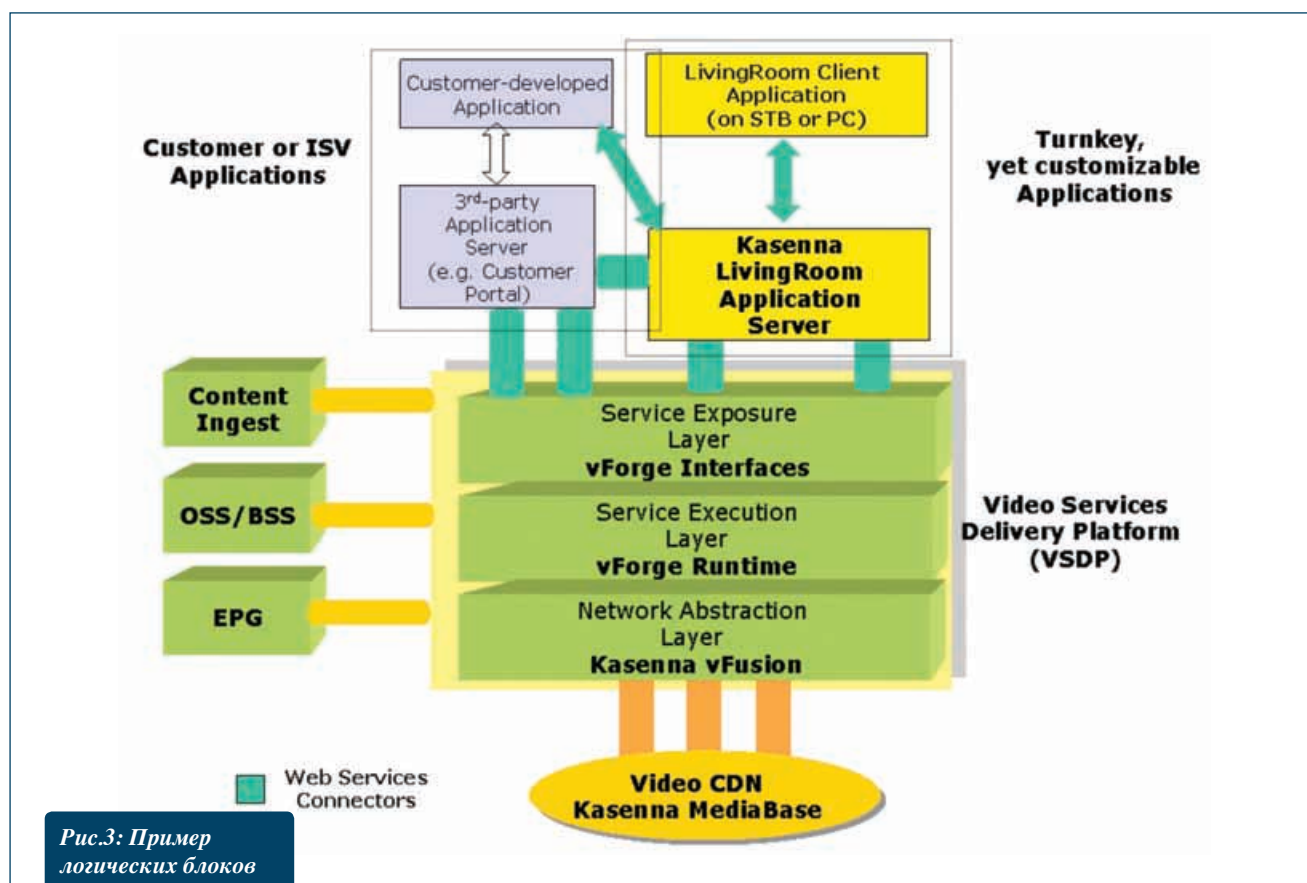 Customer-developed
Application
LivingRoom Client
Application
(on STB or PC)
Customer or ISV
Applications
Turnkey,
yet customizable
Applications
3rd-party
Application
Server
(e.g. Customer
Portal)
Kasenna
LivingRoom
Application
Server
Content
Ingest
OSS/BSS
EPG
Service Exposure
Layer
vForge Interfaces
Service Execution
Layer
vForge Runtime
Network Abstraction
Layer
Kasenna vFusion
Video Services
Delivery Platform
(VSDP)
Web Services
Connectors
Video CDN
Kasenna MediaBase
Рис.3: Пример
логических блоков